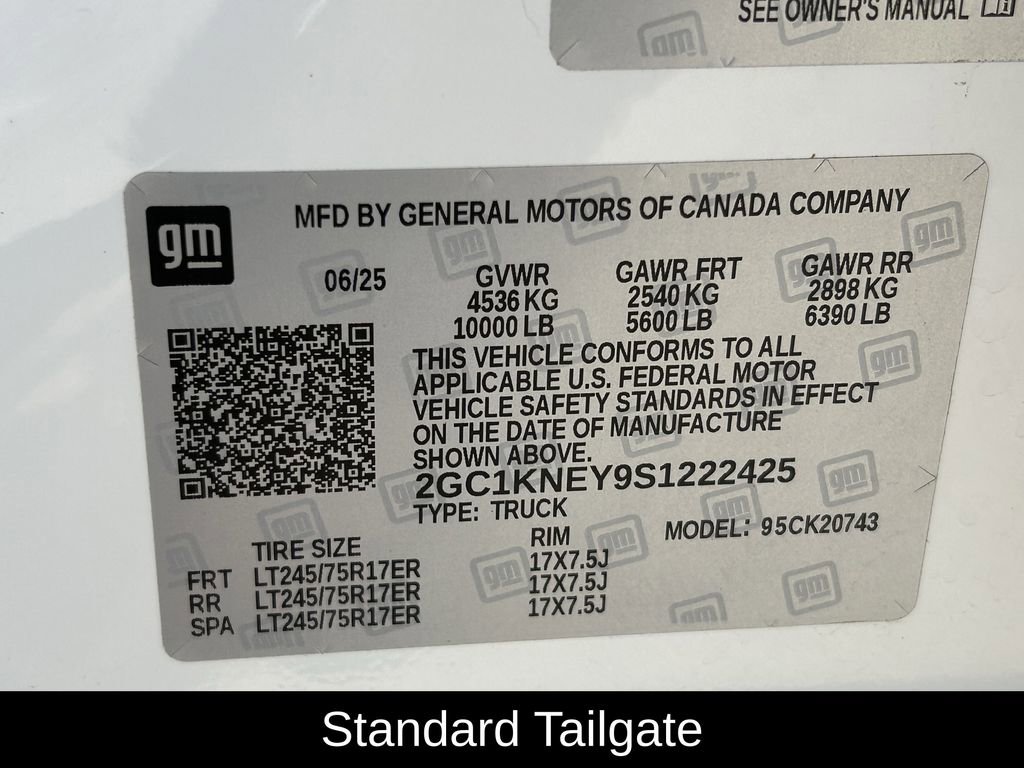 SEE OWNER'S MANUAL
gm
MFD BY GENERAL MOTORS OF CANADA COMPANY
06/25 GVWR GAWR FRT GAWR RR
4536 KG 2540 KG 2898 KG
10000 LB 5600 LB 6390 LB
THIS VEHICLE CONFORMS TO ALL
APPLICABLE U.S. FEDERAL MOTOR
VEHICLE SAFETY STANDARDS IN EFFECT
ON THE DATE OF MANUFACTURE
SHOWN ABOVE.
2GC1KNEY9S1222425
TYPE: TRUCK
MODEL: 95CK20743
TIRE SIZE RIM
FRT LT245/75R17ER 17X7.5J
RR LT245/75R17ER 17X7.5J
SPA LT245/75R17ER 17X7.5J
Standard Tailgate